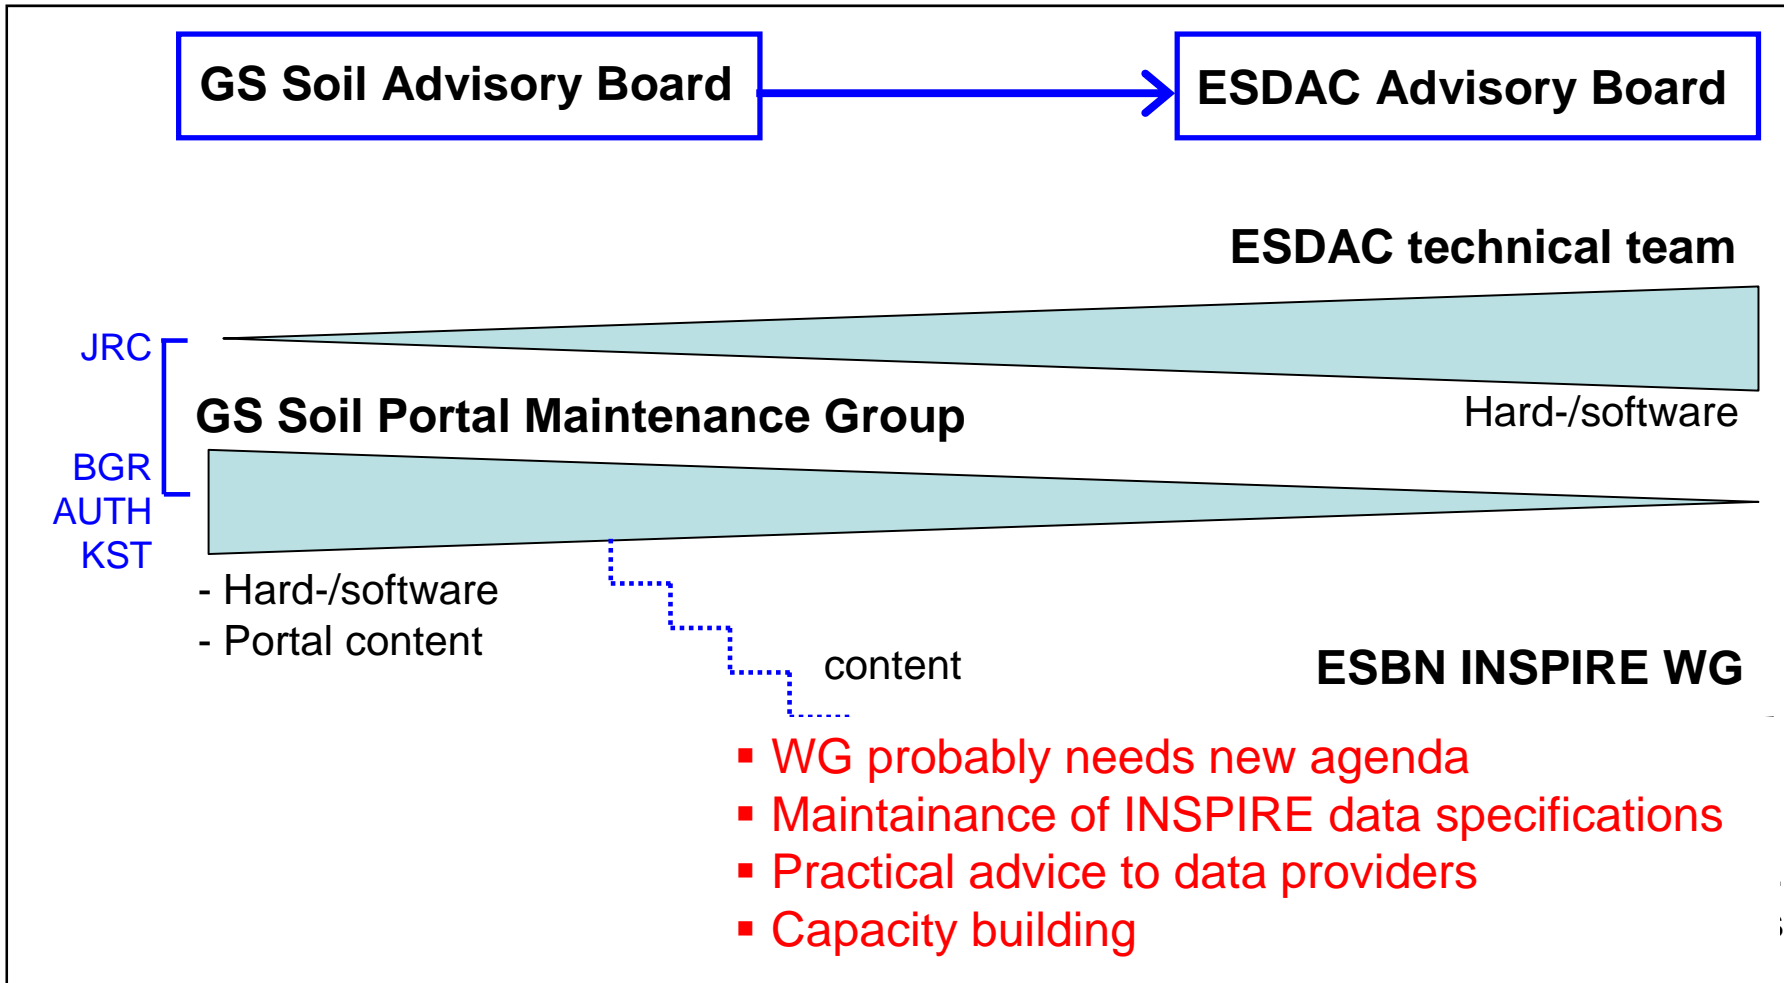 GS Soil Advisory Board
ESDAC Advisory Board
ESDAC technical team
JRC
Hard-/software
GS Soil Portal Maintenance Group
BGR
AUTH
KST
- Hard-/software
- Portal content
content
ESBN INSPIRE WG
▪ WG probably needs new agenda
▪ Maintainance of INSPIRE data specifications
▪ Practical advice to data providers
▪ Capacity building